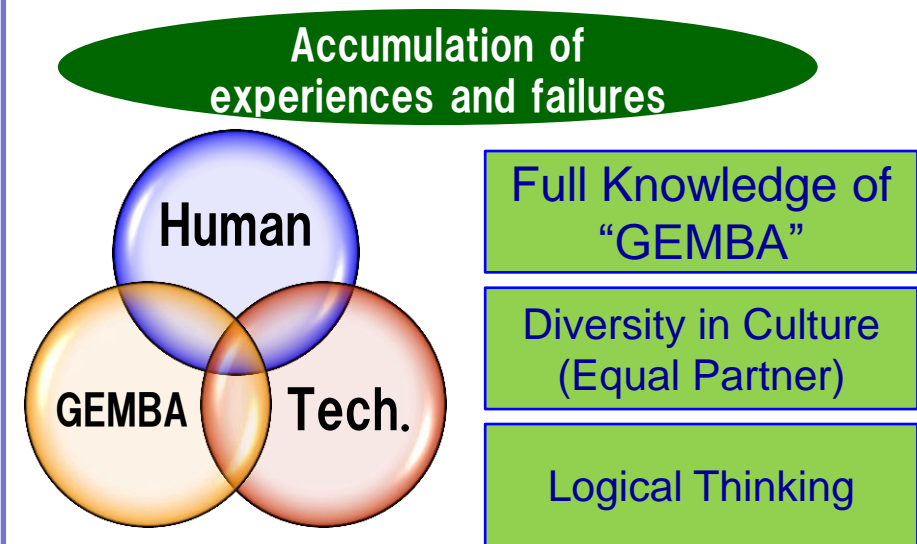 Accumulation of
experiences and failures
Human
GEMBA
Tech.
Full Knowledge of
“GEMBA”
Diversity in Culture
(Equal Partner)
Logical Thinking